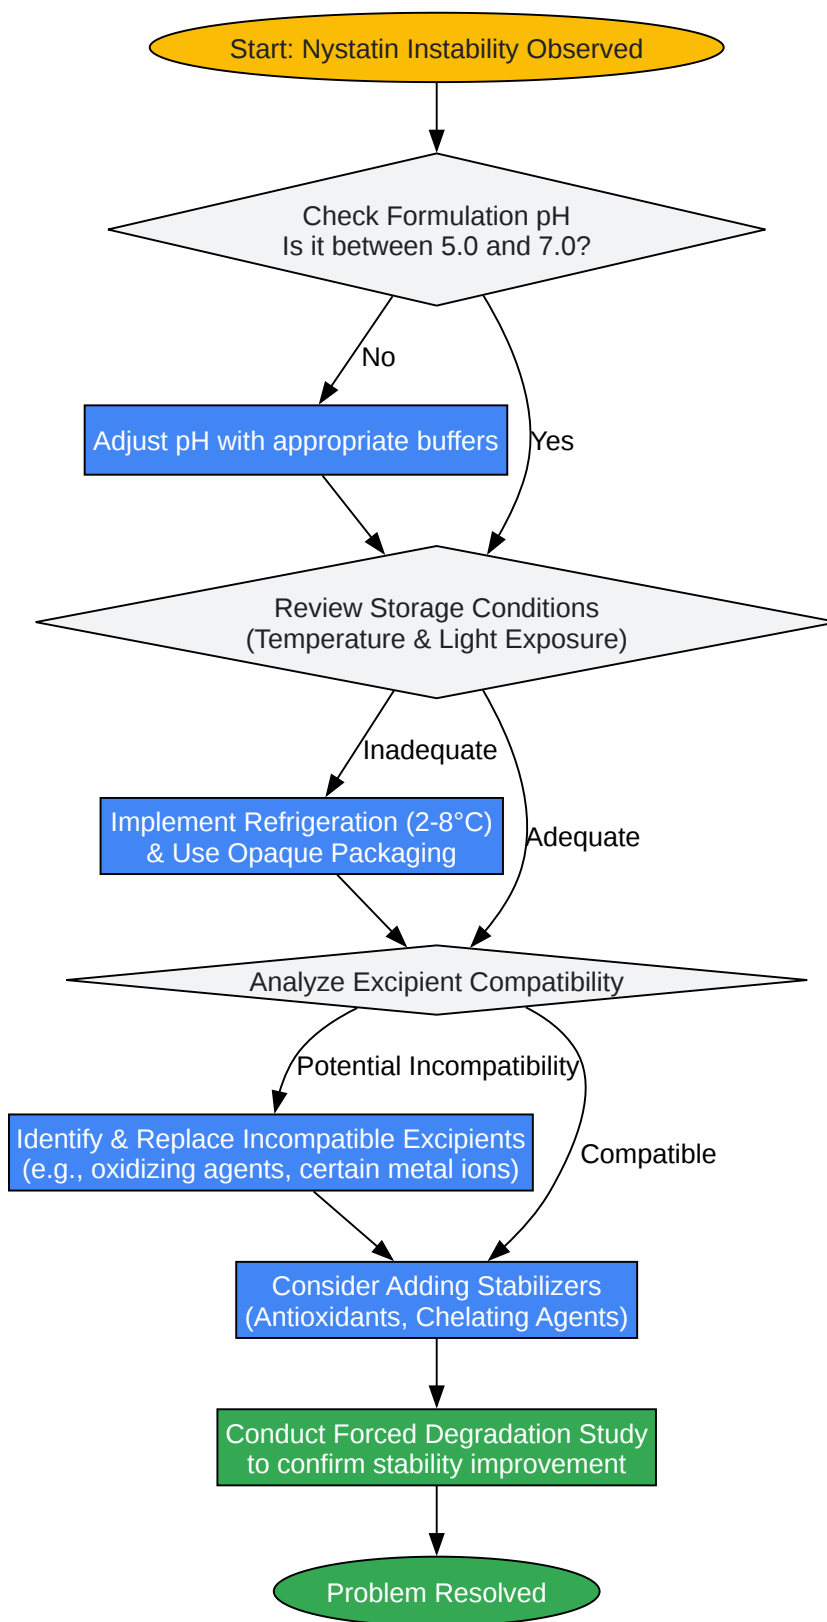 Start: Nystatin Instability Observed
Check Formulation pH
Is it between 5.0 and 7.0?
No
Adjust pH with appropriate buffers
Yes
Review Storage Conditions
(Temperature & Light Exposure)
Inadequate
Implement Refrigeration (2-8°C)
& Use Opaque Packaging
Adequate
Analyze Excipient Compatibility
Potential Incompatibility
Identify & Replace Incompatible Excipients
(e.g., oxidizing agents, certain metal ions)
Compatible
Consider Adding Stabilizers
(Antioxidants, Chelating Agents)
Conduct Forced Degradation Study
to confirm stability improvement
Problem Resolved